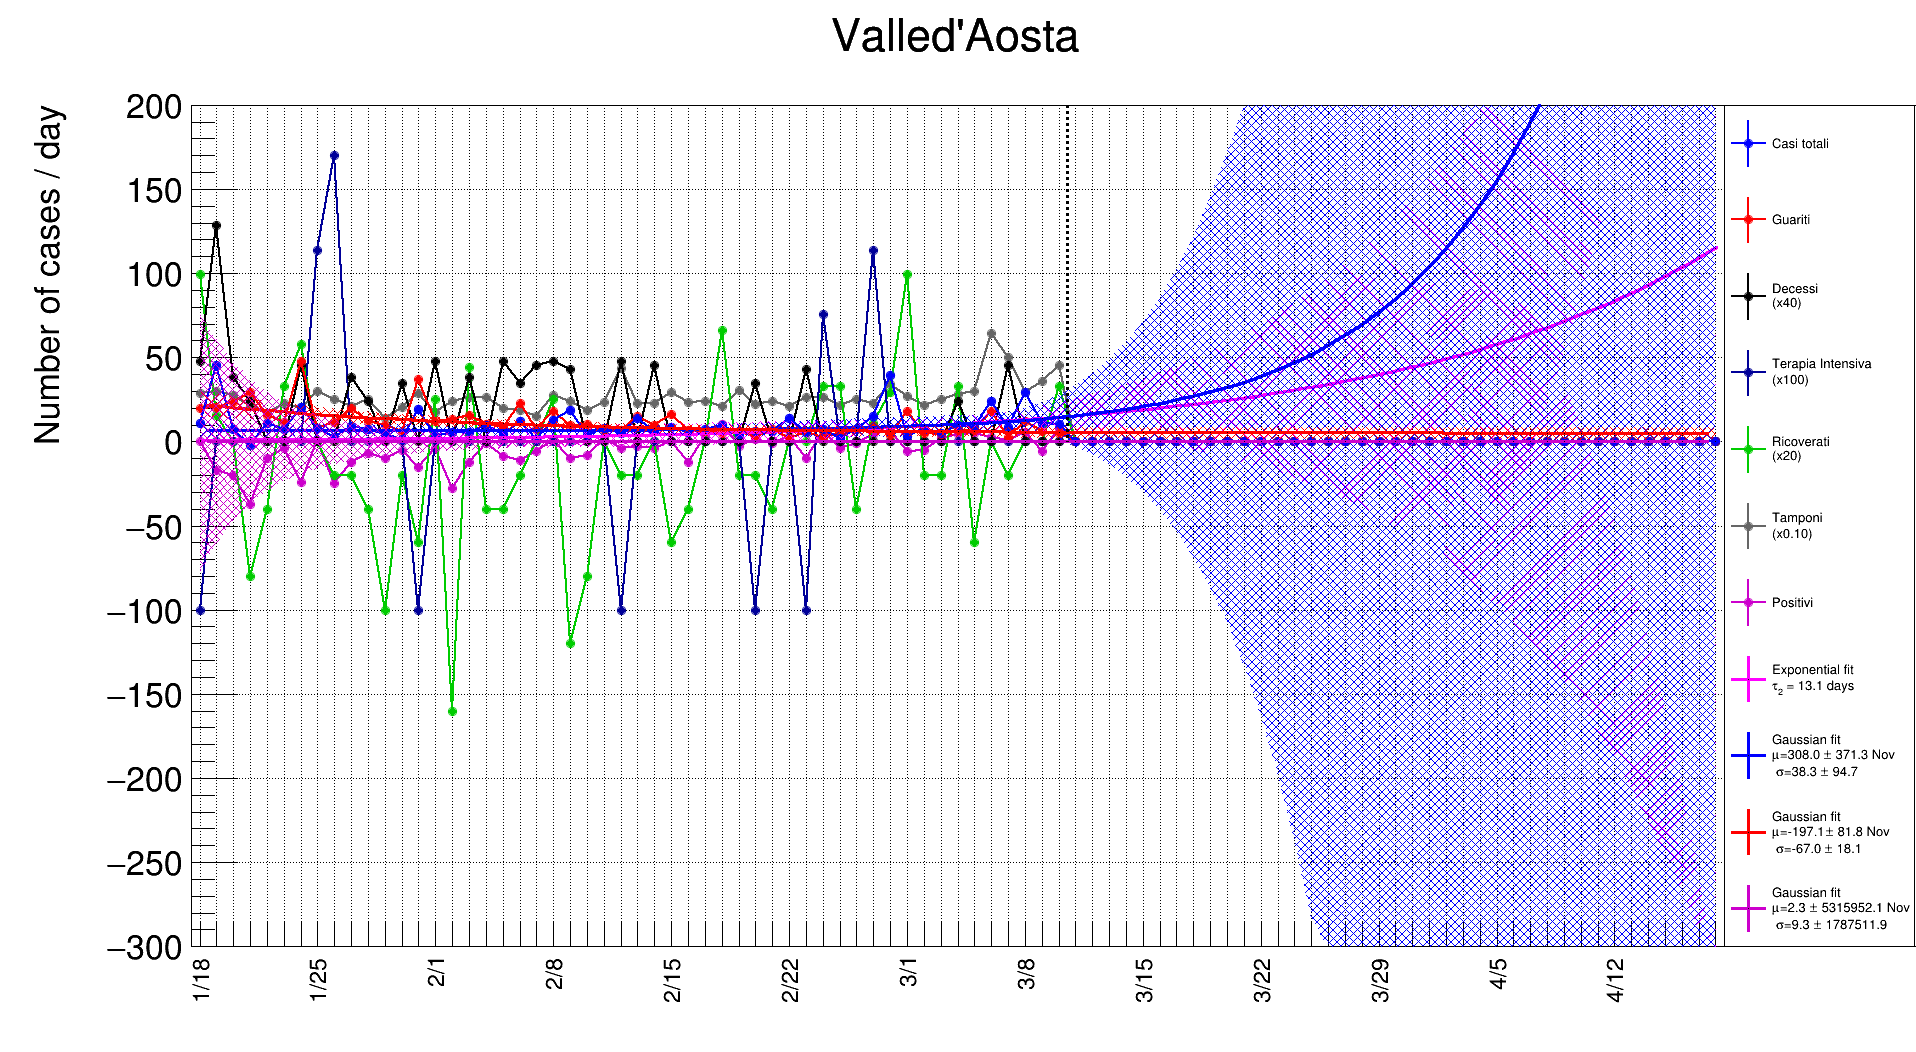 Valled'Aosta
Number of cases / day
200
150
100
50
0
−50
−100
−150
−200
−250
−300
1/18
1/25
2/1
2/8
2/15
2/22
3/1
3/8
3/15
3/22
3/29
4/5
4/12
Casi totali
Guariti
Decessi
(x40)
Terapia Intensiva
(x100)
Ricoverati
(x20)
Tamponi
(x0.10)
Positivi
Exponential fit
τ2 = 13.1 days
Gaussian fit
μ=308.0 ± 371.3 Nov
σ=38.3 ± 94.7
Gaussian fit
μ=-197.1± 81.8 Nov
σ=-67.0 ± 18.1
Gaussian fit
μ=2.3 ± 5315952.1 Nov
σ=9.3 ± 1787511.9